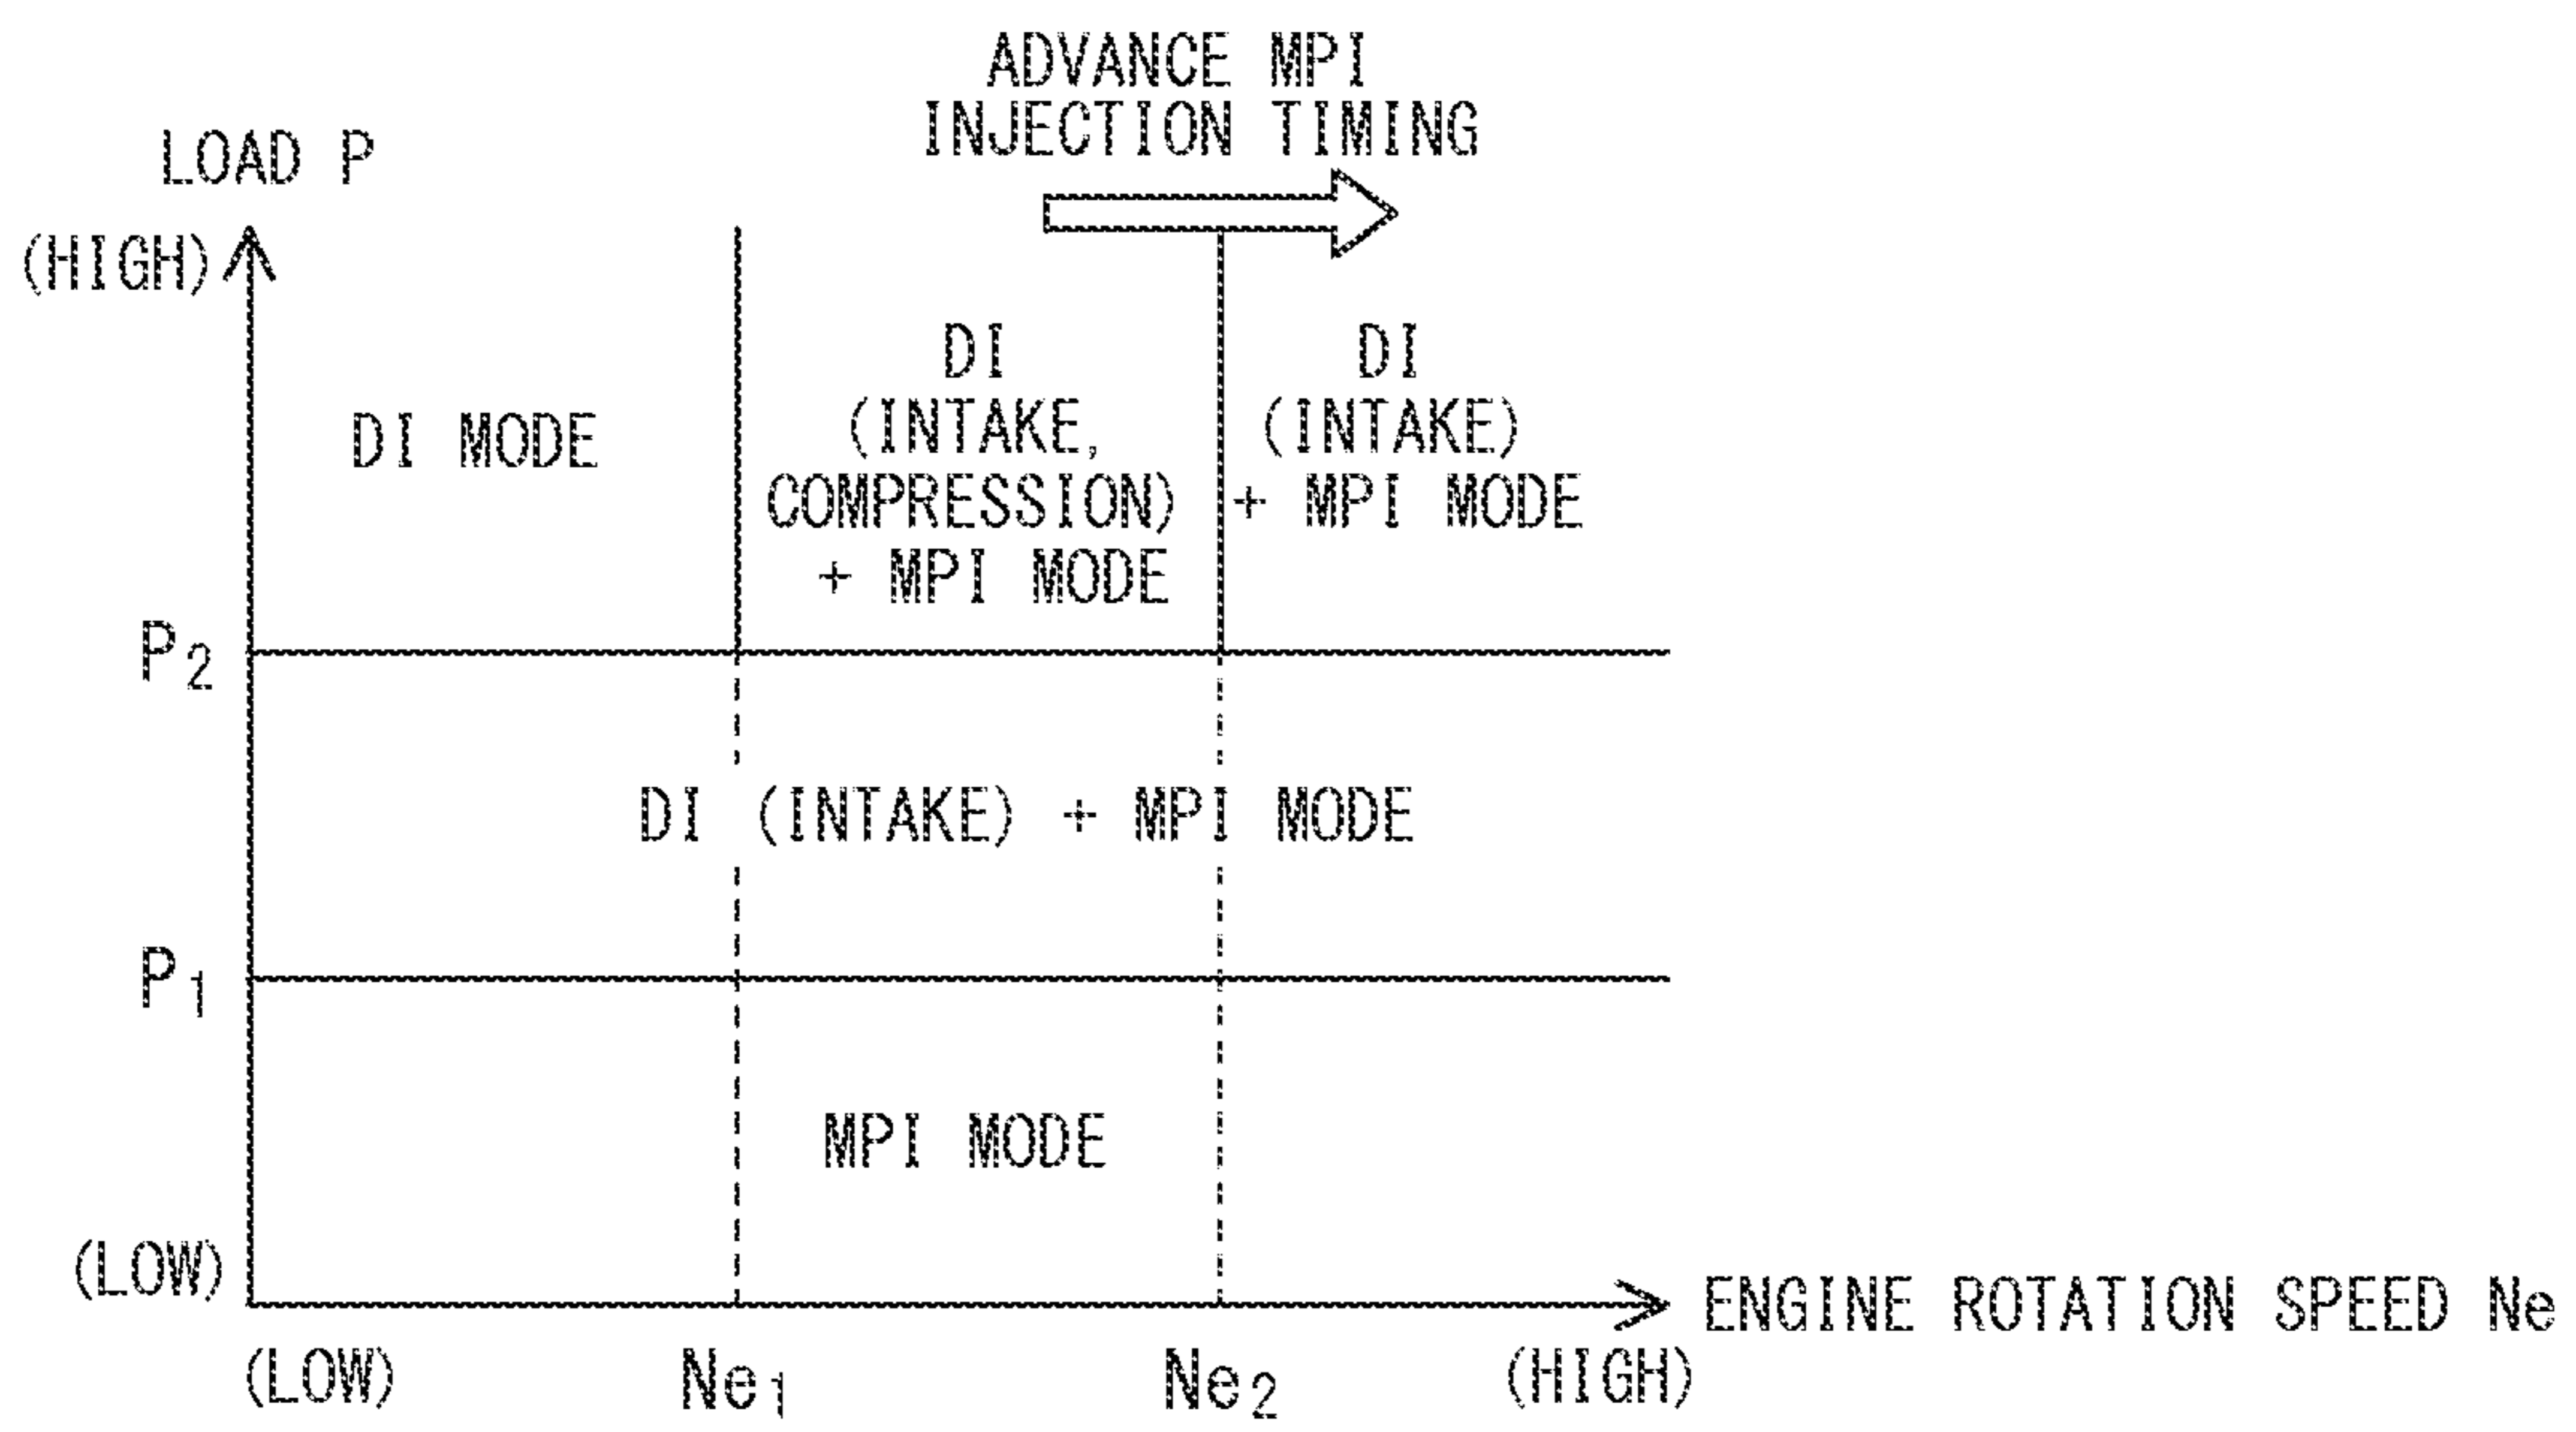 ADVANCE MPI
INJECTION TIMING
LOAD P
(HIGH)
DI MODE
DI
(INTAKE,
COMPRESSION)
+ MPI MODE
DI
(INTAKE)
+ MPI MODE
P2
DI (INTAKE) + MPI MODE
P1
MPI MODE
(LOW)
ENGINE ROTATION SPEED Ne
(LOW)
Ne1
Ne2
(HIGH)